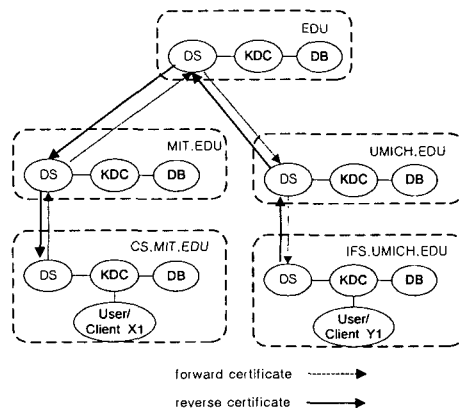 EDU
DS KDC DB
MIT.EDU
DS KDC DB
UMICH.EDU
DS KDC DB
CS.MIT.EDU
DS KDC DB
User/
Client X1
IFS.UMICH.EDU
DS KDC DB
User/
Client Y1
forward certificate
reverse certificate